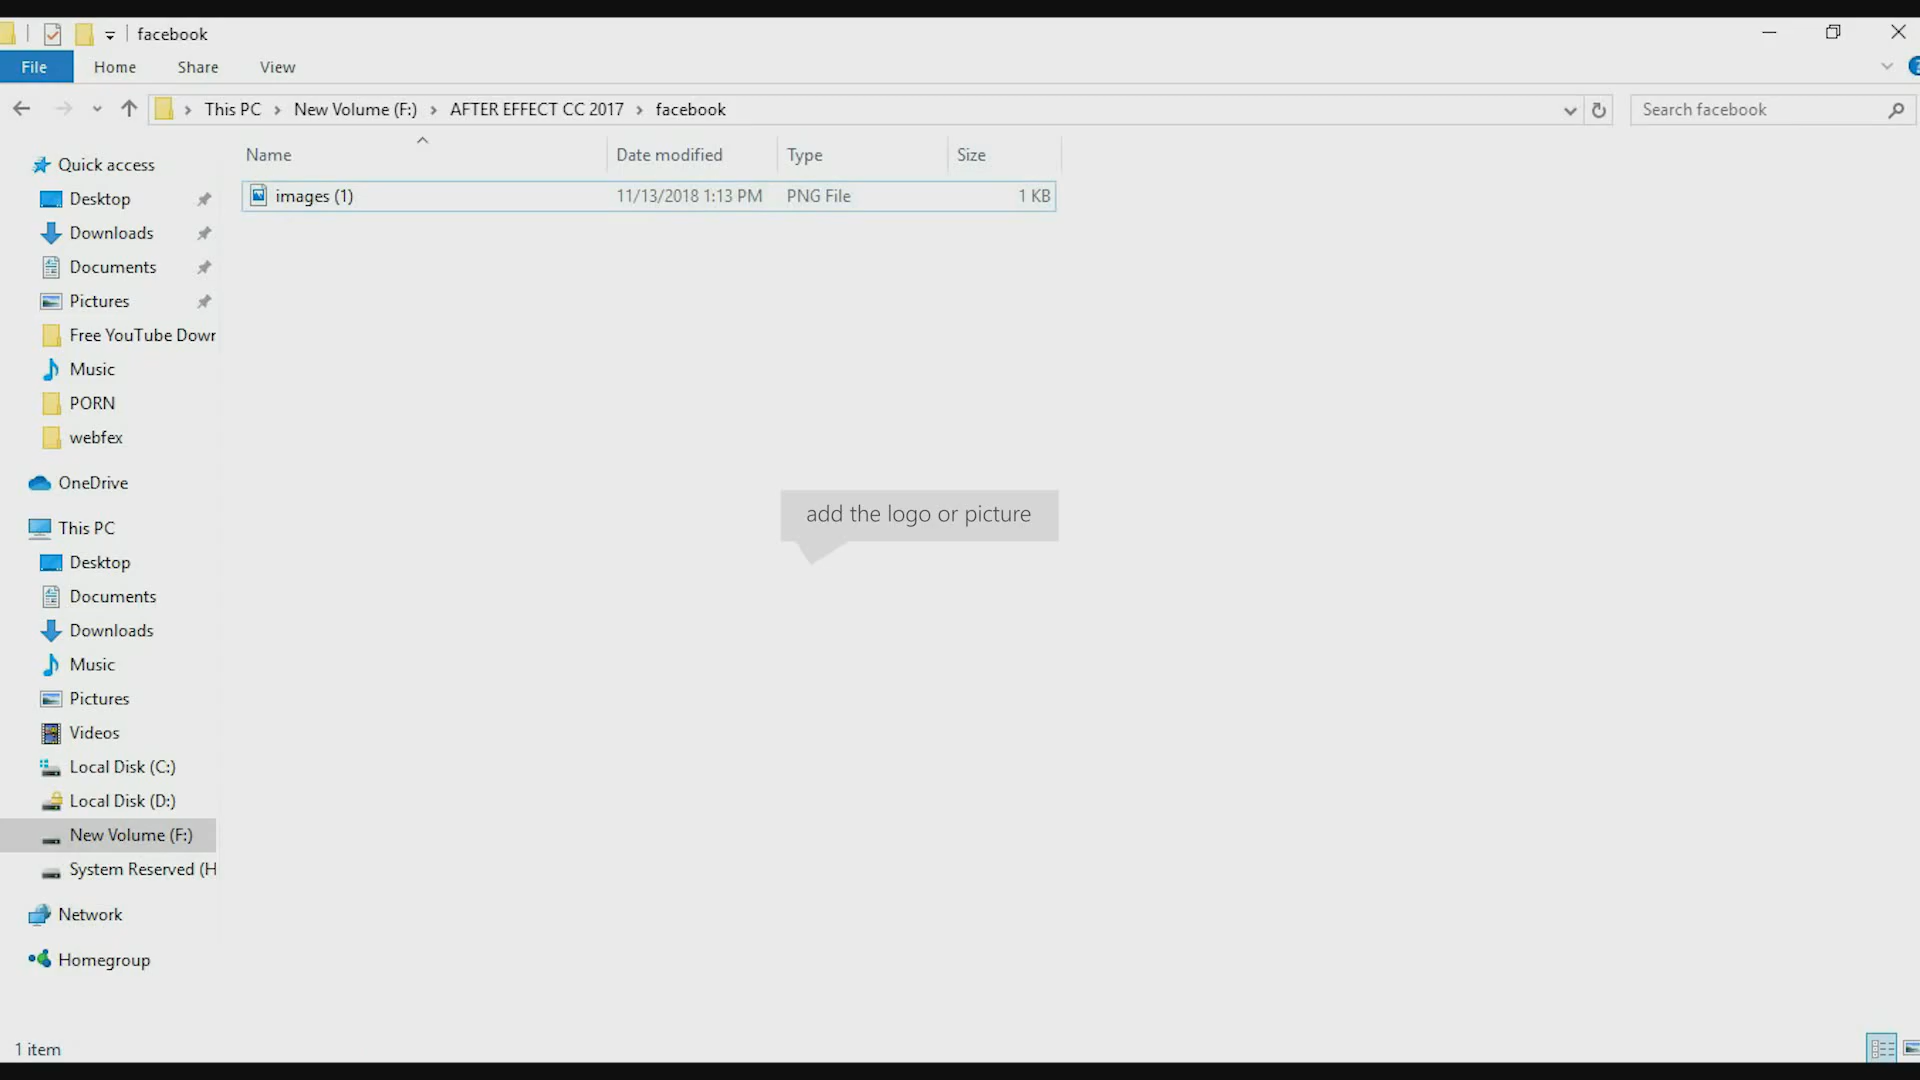 facebook
File Home Share View
This PC New Volume (F:) AFTER EFFECT CC 2017 facebook
Search facebook
Name Date modified Type Size
images (1) 11/13/2018 1:13 PM PNG File 1 KB
Quick access
Desktop
Downloads
Documents
Pictures
Free YouTube Dowr
Music
PORN
webfex
OneDrive
add the logo or picture
This PC
Desktop
Documents
Downloads
Music
Pictures
Videos
Local Disk (C:)
Local Disk (D:)
New Volume (F:)
System Reserved (H
Network
Homegroup
1 item